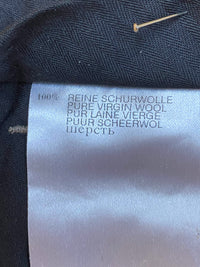 100% REINE SCHURWOLLE
PURE VIRGIN WOOL
PUR LAINE VIERGE
PUUR SCHEERWOL
шерсть